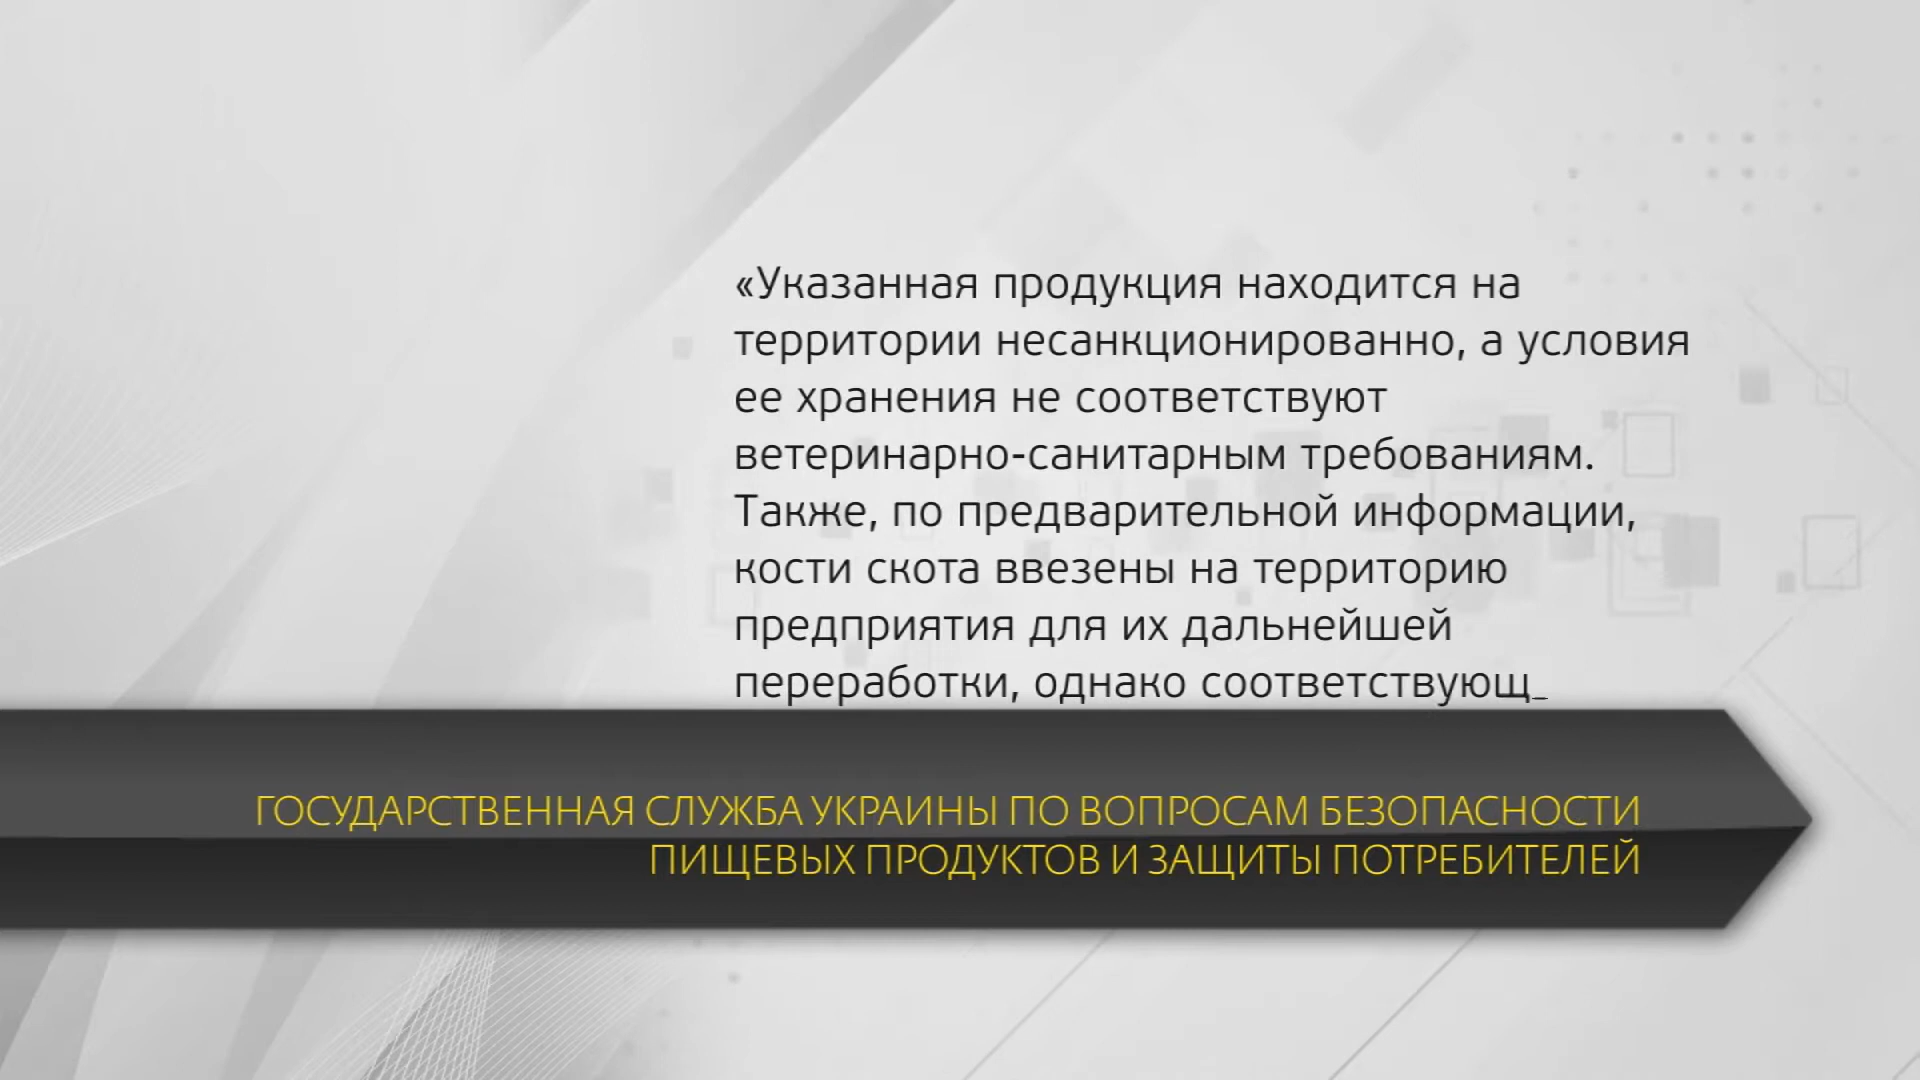 «Указанная продукция находится на
территории несанкционированно, а условия
ее хранения не соответствуют
ветеринарно-санитарным требованиям.
Также, по предварительной информации,
кости скота ввезены на территорию
предприятия для их дальнейшей
переработки, однако соответствующ_
ГОСУДАРСТВЕННАЯ СЛУЖБА УКРАИНЫ ПО ВОПРОСАМ БЕЗОПАСНОСТИ
ПИЩЕВЫХ ПРОДУКТОВ И ЗАЩИТЫ ПОТРЕБИТЕЛЕЙ